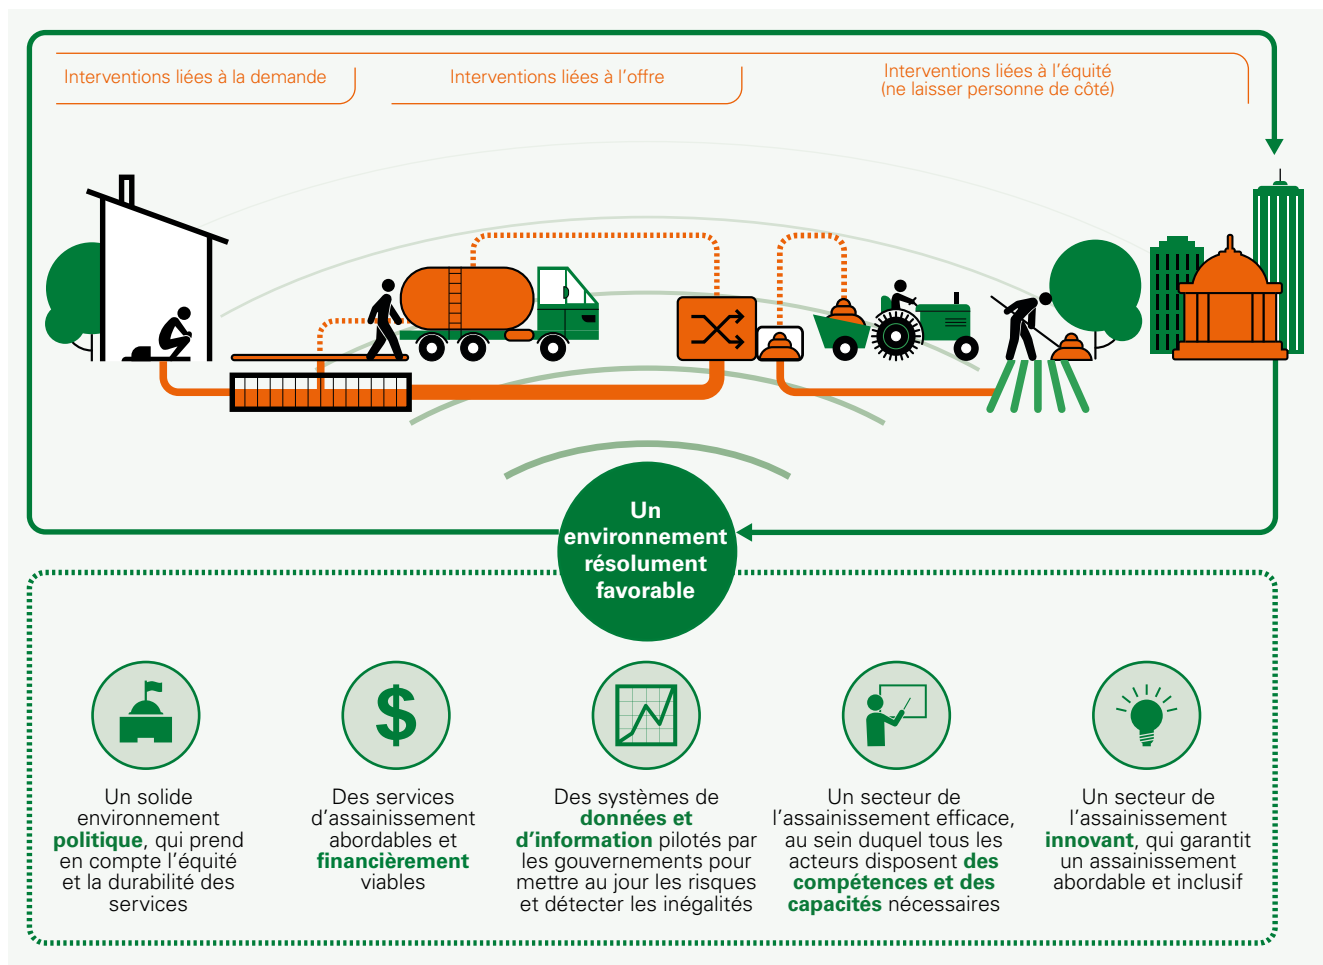 Interventions liées à la demande
Interventions liées à l'offre
Interventions liées à l'équité
(ne laisser personne de côté)
Un
environnement
résolument
favorable
Un solide
environnement
politique, qui prend
en compte l'équité
et la durabilité des
services
Des services
d'assainissement
abordables et
financièrement
viables
Des systèmes de
données et
d'information pilotés par
les gouvernements pour
mettre au jour les risques
et détecter les inégalités
Un secteur de
l'assainissement efficace,
au sein duquel tous les
acteurs disposent des
compétences et des
capacités nécessaires
Un secteur de
l'assainissement
innovant, qui garantit
un assainissement
abordable et inclusif